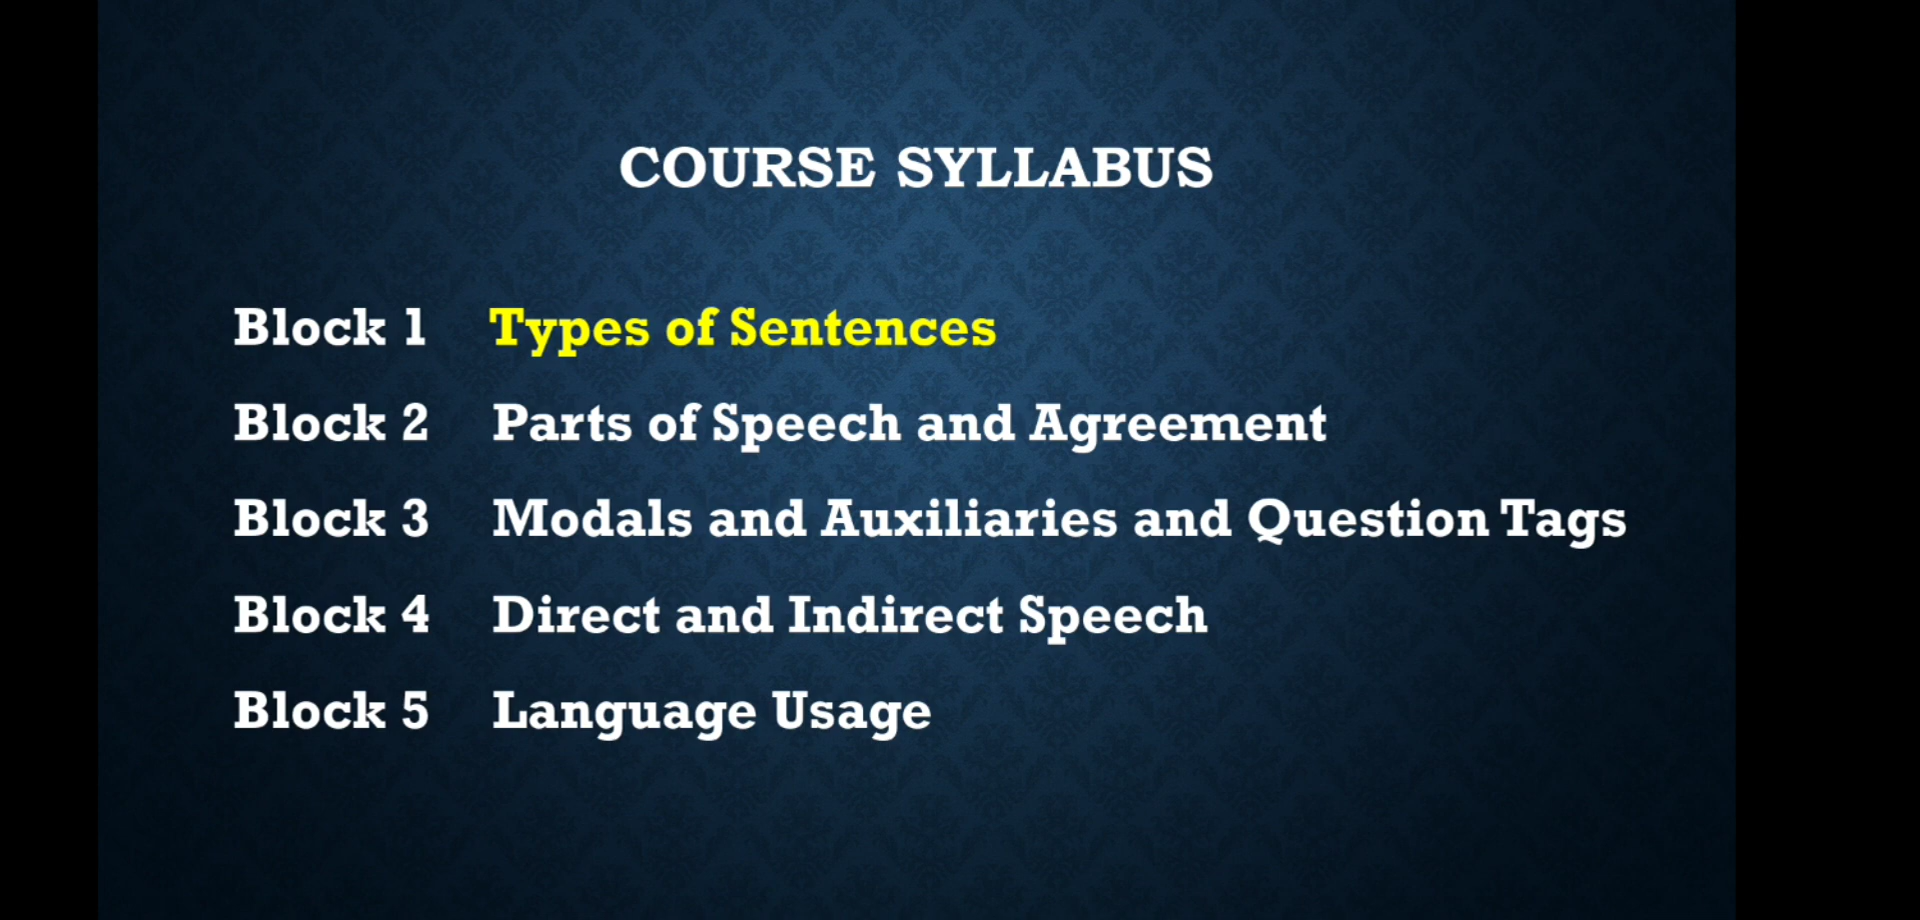 COURSE SYLLABUS
Block 1 Types of Sentences
Block 2 Parts of Speech and Agreement
Block 3 Modals and Auxiliaries and Question Tags
Block 4 Direct and Indirect Speech
Block 5 Language Usage